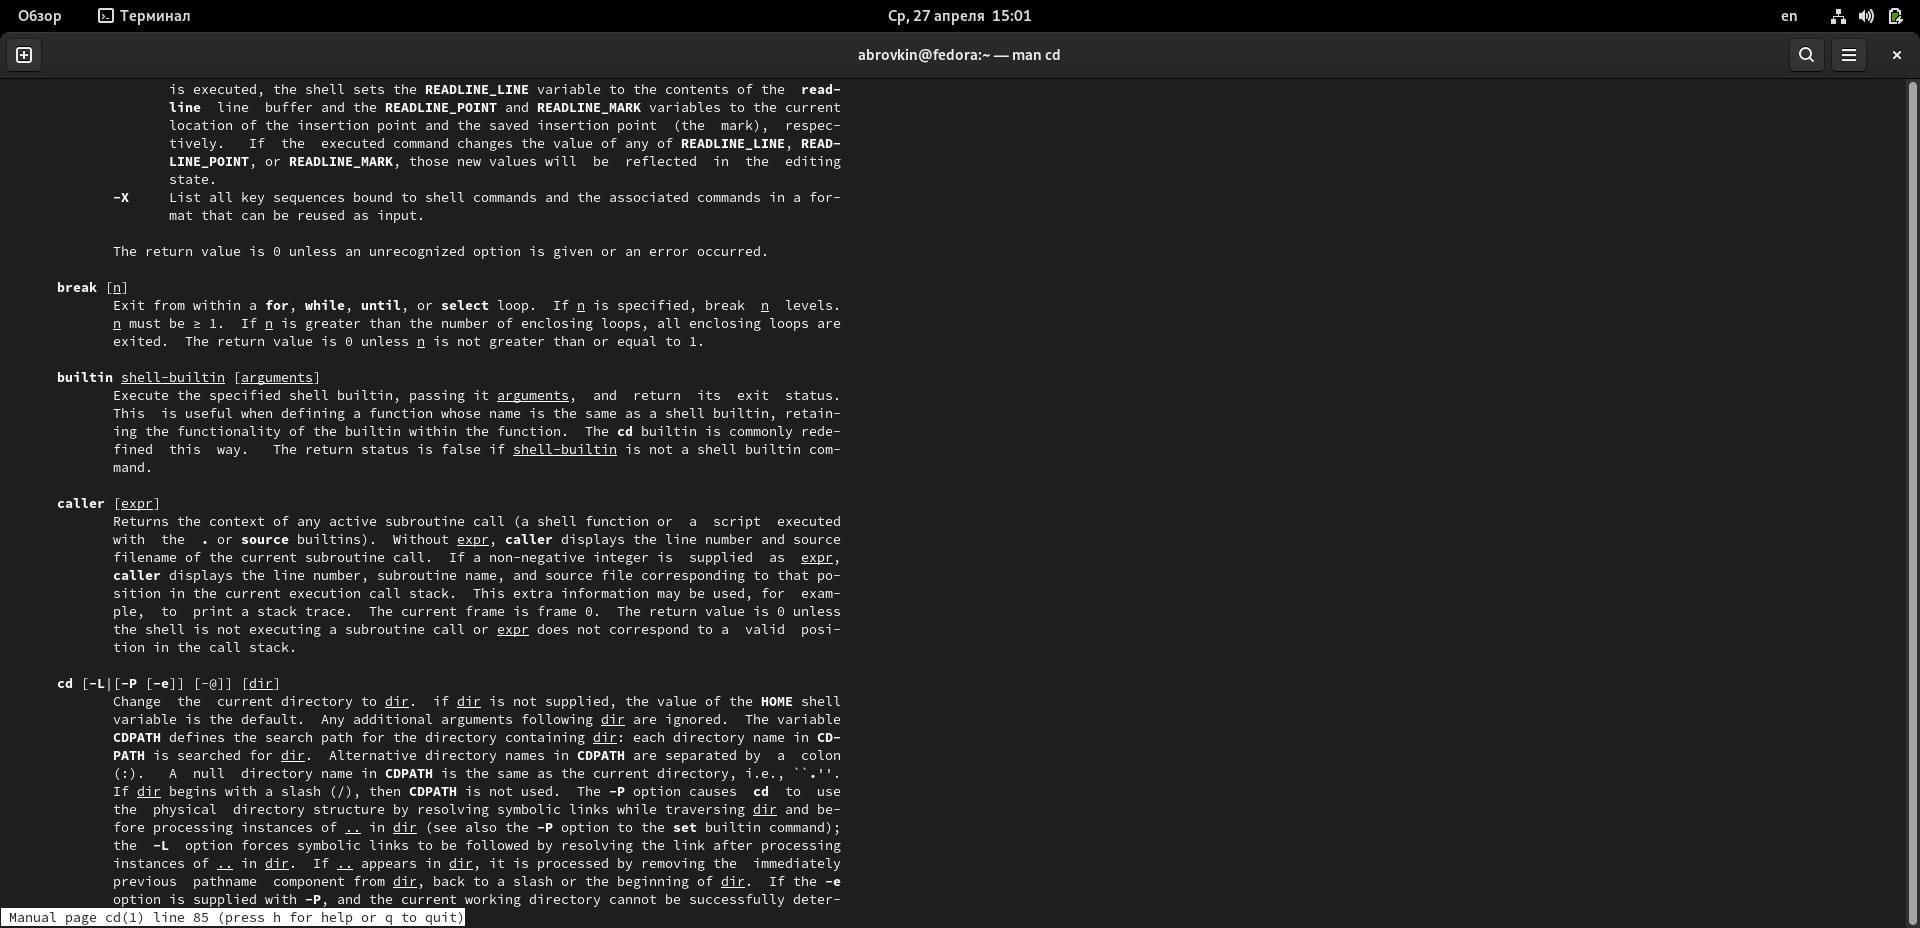 Обзор Терминал Ср, 27 апреля 15:01 en
abrovkin@fedora:~ — man cd
is executed, the shell sets the READLINE_LINE variable to the contents of the read-
line line buffer and the READLINE_POINT and READLINE_MARK variables to the current
location of the insertion point and the saved insertion point (the mark), respec-
tively. If the executed command changes the value of any of READLINE_LINE, READ-
LINE_POINT, or READLINE_MARK, those new values will be reflected in the editing
state.
-X List all key sequences bound to shell commands and the associated commands in a for-
mat that can be reused as input.
The return value is 0 unless an unrecognized option is given or an error occurred.
break [n]
Exit from within a for, while, until, or select loop. If n is specified, break n levels.
n must be ≥ 1. If n is greater than the number of enclosing loops, all enclosing loops are
exited. The return value is 0 unless n is not greater than or equal to 1.
builtin shell-builtin [arguments]
Execute the specified shell builtin, passing it arguments, and return its exit status.
This is useful when defining a function whose name is the same as a shell builtin, retain-
ing the functionality of the builtin within the function. The cd builtin is commonly rede-
fined this way. The return status is false if shell-builtin is not a shell builtin com-
mand.
caller [expr]
Returns the context of any active subroutine call (a shell function or a script executed
with the . or source builtins). Without expr, caller displays the line number and source
filename of the current subroutine call. If a non-negative integer is supplied as expr,
caller displays the line number, subroutine name, and source file corresponding to that po-
sition in the current execution call stack. This extra information may be used, for exam-
ple, to print a stack trace. The current frame is frame 0. The return value is 0 unless
the shell is not executing a subroutine call or expr does not correspond to a valid posi-
tion in the call stack.
cd [-L|[-P [-e]] [-@]] [dir]
Change the current directory to dir. if dir is not supplied, the value of the HOME shell
variable is the default. Any additional arguments following dir are ignored. The variable
CDPATH defines the search path for the directory containing dir: each directory name in CD-
PATH is searched for dir. Alternative directory names in CDPATH are separated by a colon
(:). A null directory name in CDPATH is the same as the current directory, i.e., ``.''.
If dir begins with a slash (/), then CDPATH is not used. The -P option causes cd to use
the physical directory structure by resolving symbolic links while traversing dir and be-
fore processing instances of .. in dir (see also the -P option to the set builtin command);
the -L option forces symbolic links to be followed by resolving the link after processing
instances of .. in dir. If .. appears in dir, it is processed by removing the immediately
previous pathname component from dir, back to a slash or the beginning of dir. If the -e
option is supplied with -P, and the current working directory cannot be successfully deter-
Manual page cd(1) line 85 (press h for help or q to quit)